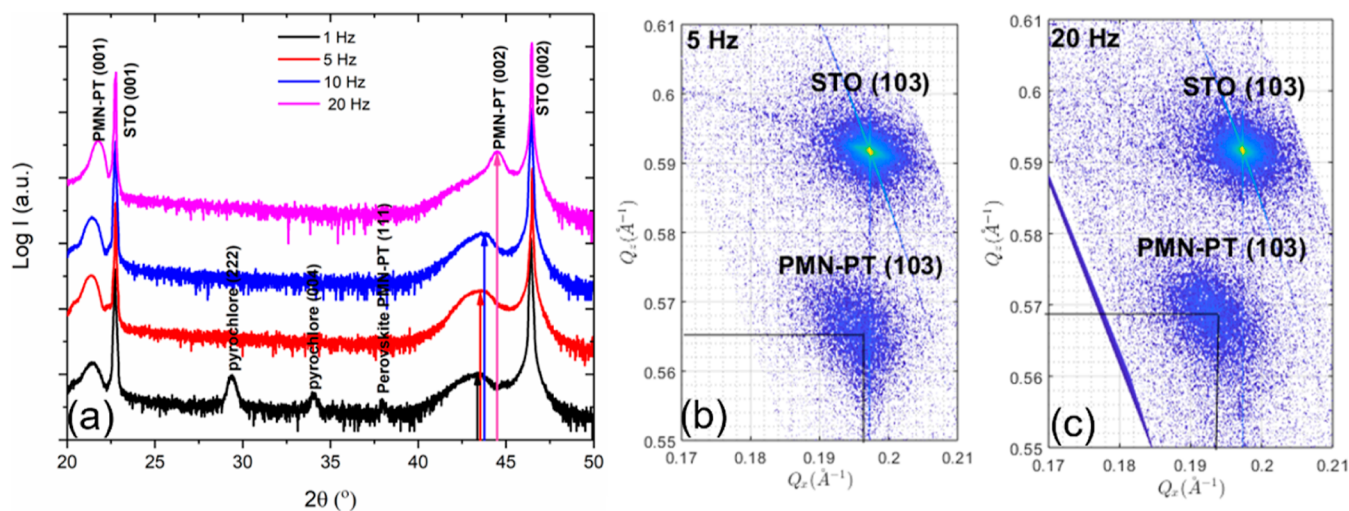 (a)
Log I (a.u.)
1 Hz
5 Hz
10 Hz
20 Hz
PMN-PT (001)
STO (001)
PMN-PT (002)
STO (002)
pyrochlore (222)
pyrochlore (004)
Perovskite-PMN-PT (111)
20 25 30 35 40 45 50
2θ (°)
(b)
5 Hz
STO (103)
PMN-PT (103)
0.61
0.6
0.59
0.58
0.57
0.56
0.55
Qz(Å⁻¹)
0.17 0.18 0.19 0.2 0.21
Qx(Å⁻¹)
(c)
20 Hz
STO (103)
PMN-PT (103)
0.61
0.6
0.59
0.58
0.57
0.56
0.55
Qz(Å⁻¹)
0.17 0.18 0.19 0.2 0.21
Qx(Å⁻¹)